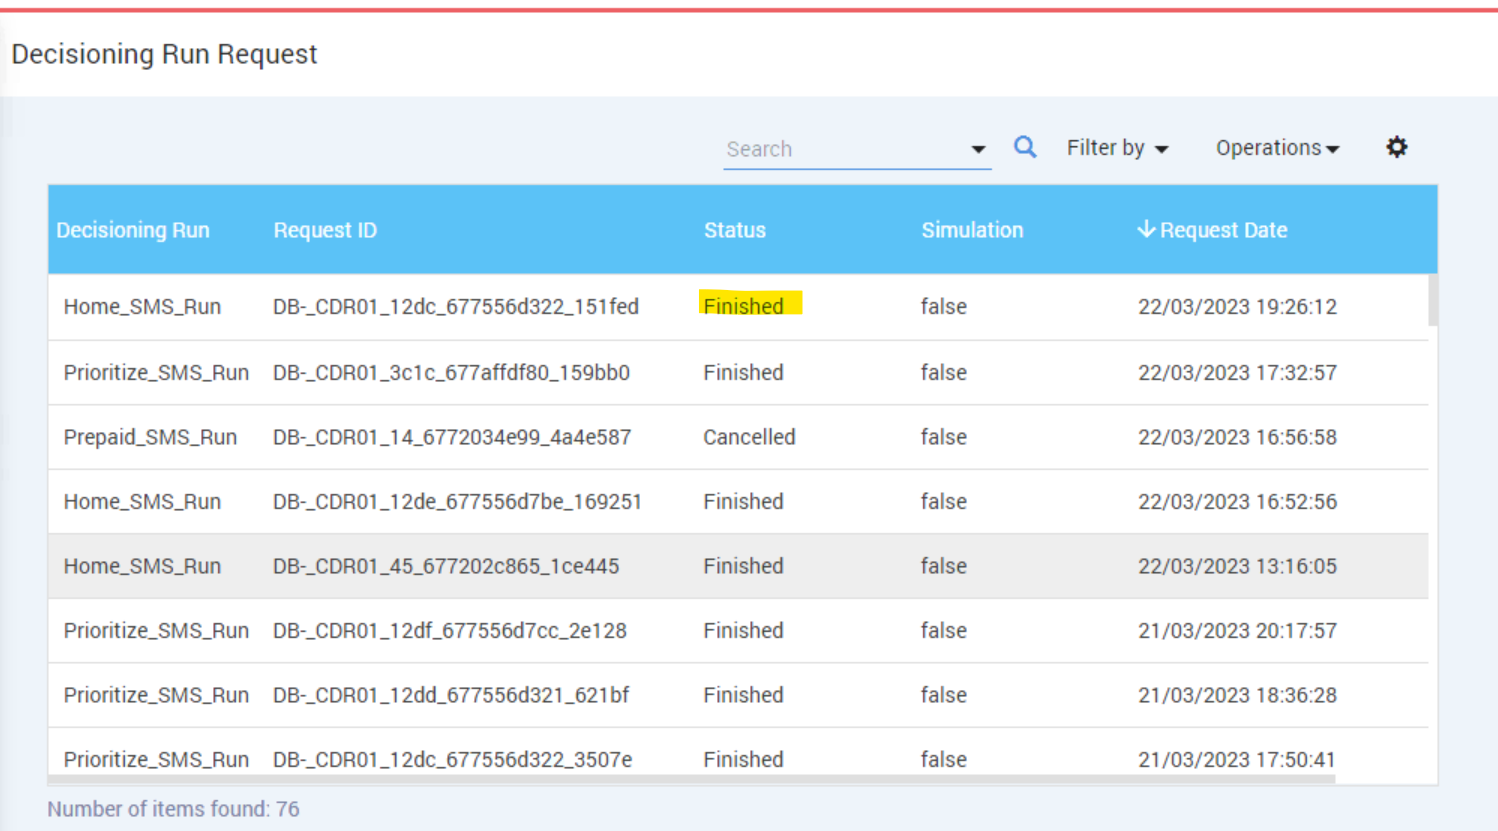 Decisioning Run Request
Search Filter by Operations
Decisioning Run Request ID Status Simulation Request Date
Home_SMS_Run DB-_CDR01_12dc_677556d322_151fed Finished false 22/03/2023 19:26:12
Prioritize_SMS_Run DB-_CDR01_3c1c_677affdf80_159bb0 Finished false 22/03/2023 17:32:57
Prepaid_SMS_Run DB-_CDR01_14_6772034e99_4a4e587 Cancelled false 22/03/2023 16:56:58
Home_SMS_Run DB-_CDR01_12de_677556d7be_169251 Finished false 22/03/2023 16:52:56
Home_SMS_Run DB-_CDR01_45_677202c865_1ce445 Finished false 22/03/2023 13:16:05
Prioritize_SMS_Run DB-_CDR01_12df_677556d7cc_2e128 Finished false 21/03/2023 20:17:57
Prioritize_SMS_Run DB-_CDR01_12dd_677556d321_621bf Finished false 21/03/2023 18:36:28
Prioritize_SMS_Run DB-_CDR01_12dc_677556d322_3507e Finished false 21/03/2023 17:50:41
Number of items found: 76